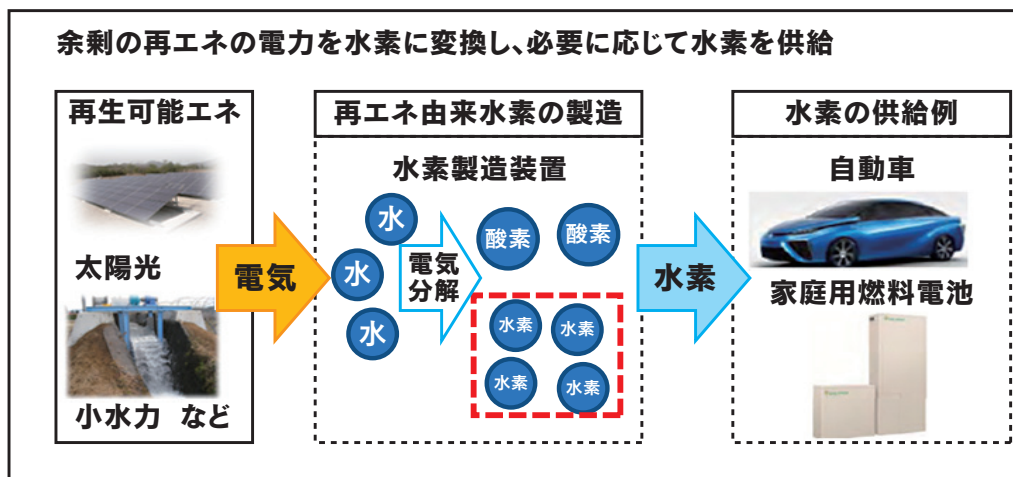 余剰の再エネの電力を水素に変換し、必要に応じて水素を供給
再生可能エネ
太陽光
小水力 など
電気
再エネ由来水素の製造
水素製造装置
水
水
水
電気
分解
酸素
酸素
水素
水素
水素
水素
水素
水素の供給例
自動車
家庭用燃料電池